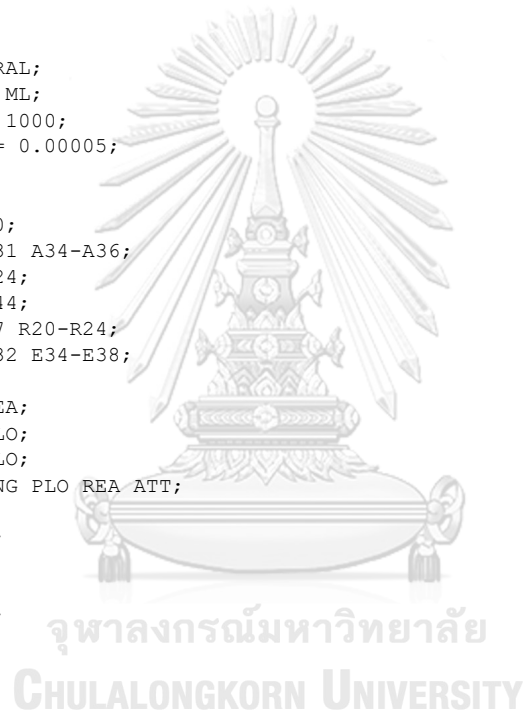 RAL;
ML;
1000;
= 0.00005;
0;
31 A34-A36;
24;
44;
7 R20-R24;
32 E34-E38;
EA;
LO;
LO;
NG PLO REA ATT;
จุฬาลงกรณ์มหาวิทยาลัย
CHULALONGKORN UNIVERSITY